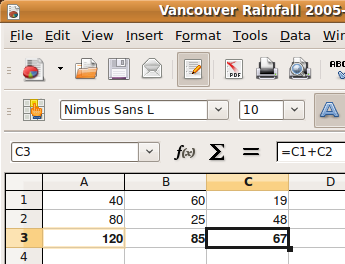 Vancouver Rainfall 2005-
File Edit View Insert Format Tools Data Win
PDF ABC
Nimbus Sans L 10 A
C3 f(x) Σ = =C1+C2
A B C D
1 40 60 19
2 80 25 48
3 120 85 67
4